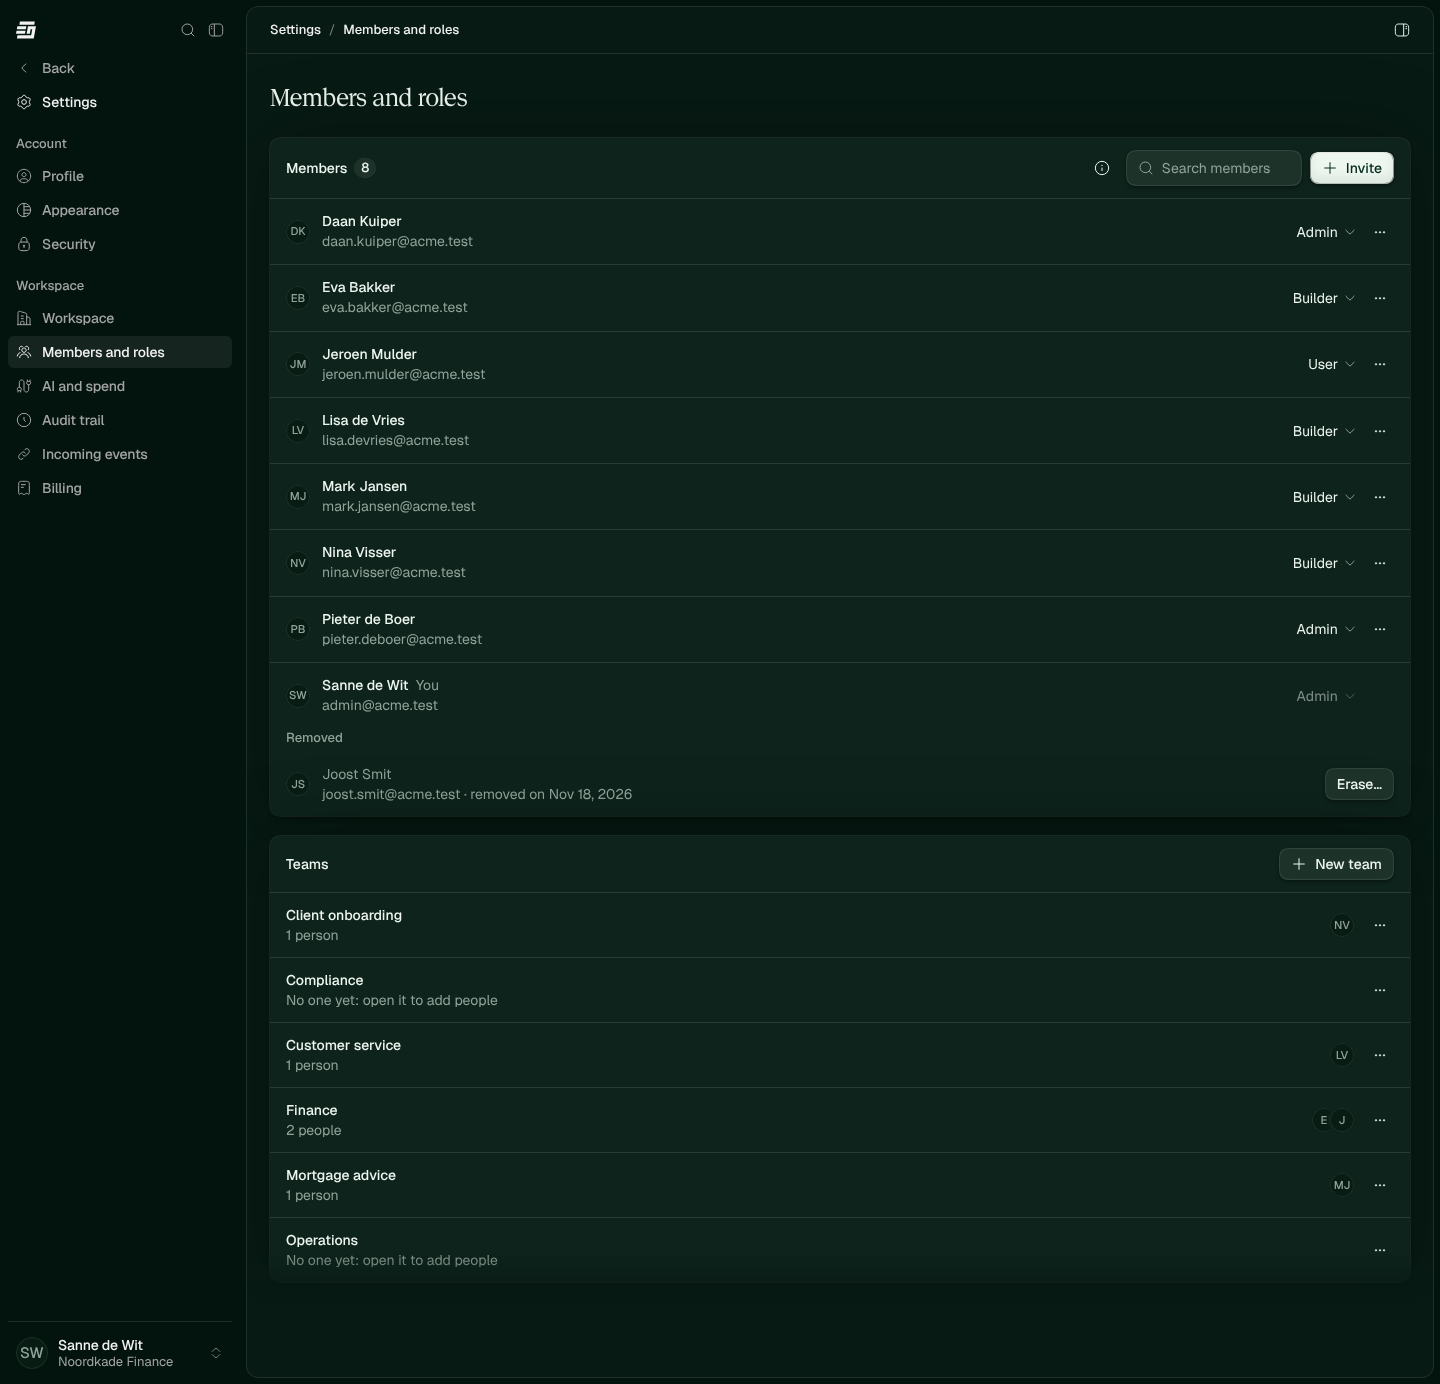 Back
Settings
Account
Profile
Appearance
Security
Workspace
Workspace
Members and roles
AI and spend
Audit trail
Incoming events
Billing
Sanne de Wit
Noordkade Finance
SW
Settings / Members and roles
Members and roles
Members 8
Search members
Invite
DK
Daan Kuiper
daan.kuiper@acme.test
Admin
EB
Eva Bakker
eva.bakker@acme.test
Builder
JM
Jeroen Mulder
jeroen.mulder@acme.test
User
LV
Lisa de Vries
lisa.devries@acme.test
Builder
MJ
Mark Jansen
mark.jansen@acme.test
Builder
NV
Nina Visser
nina.visser@acme.test
Builder
PB
Pieter de Boer
pieter.deboer@acme.test
Admin
SW
Sanne de Wit You
admin@acme.test
Admin
Removed
JS
Joost Smit
joost.smit@acme.test · removed on Nov 18, 2026
Erase…
Teams
New team
Client onboarding
1 person
NV
Compliance
No one yet: open it to add people
Customer service
1 person
LV
Finance
2 people
E J
Mortgage advice
1 person
MJ
Operations
No one yet: open it to add people